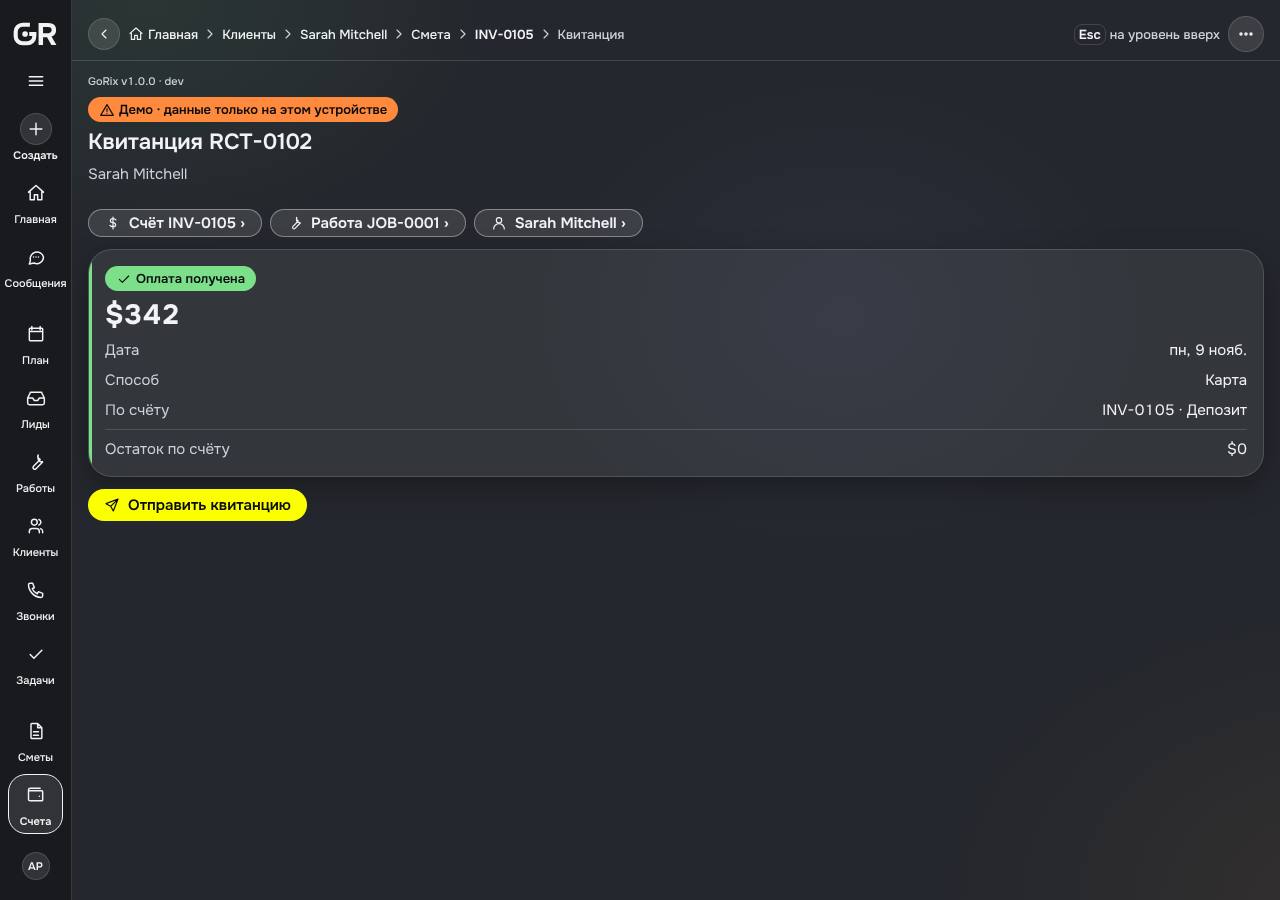 GR
Главная
Клиенты
Sarah Mitchell
Смета
INV-0105
Квитанция
Esc на уровень вверх
GoRix v1.0.0 · dev
Демо · данные только на этом устройстве
Квитанция RCT-0102
Sarah Mitchell
$ Счёт INV-0105 ›
Работа JOB-0001 ›
Sarah Mitchell ›
Оплата получена
$342
Дата
пн, 9 нояб.
Способ
Карта
По счёту
INV-0105 · Депозит
Остаток по счёту
$0
Отправить квитанцию
Создать
Главная
Сообщения
План
Лиды
Работы
Клиенты
Звонки
Задачи
Сметы
Счета
AP